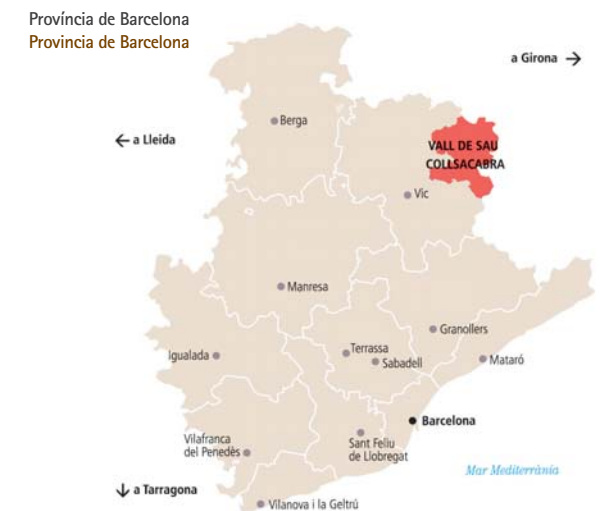 Província de Barcelona
Provincia de Barcelona
a Girona →
Berga
← a Lleida
VALL DE SAU
COLLSACABRA
Vic
Manresa
Granollers
Terrassa
Igualada
Sabadell
Mataró
Barcelona
Vilafranca
del Penedès
Sant Feliu
de Llobregat
Mar Mediterrània
↓ a Tarragona
Vilanova i la Geltrú